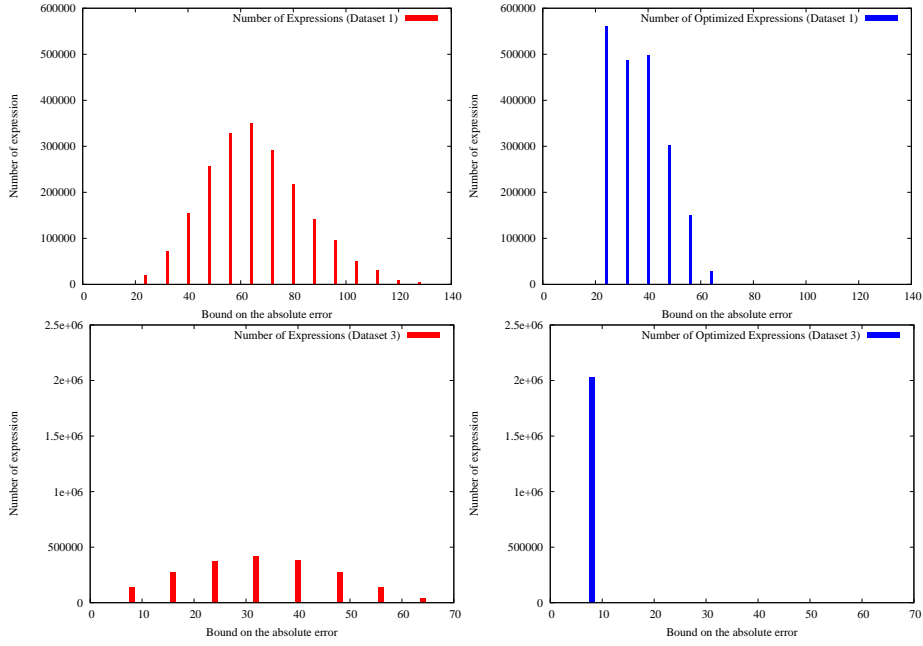 Number of Expressions (Dataset 1)
Number of expression
600000
500000
400000
300000
200000
100000
0
0 20 40 60 80 100 120 140
Bound on the absolute error
Number of Optimized Expressions (Dataset 1)
Number of expression
600000
500000
400000
300000
200000
100000
0
0 20 40 60 80 100 120 140
Bound on the absolute error
Number of Expressions (Dataset 3)
Number of expression
2.5e+06
2e+06
1.5e+06
1e+06
500000
0
0 10 20 30 40 50 60 70
Bound on the absolute error
Number of Optimized Expressions (Dataset 3)
Number of expression
2.5e+06
2e+06
1.5e+06
1e+06
500000
0
0 10 20 30 40 50 60 70
Bound on the absolute error